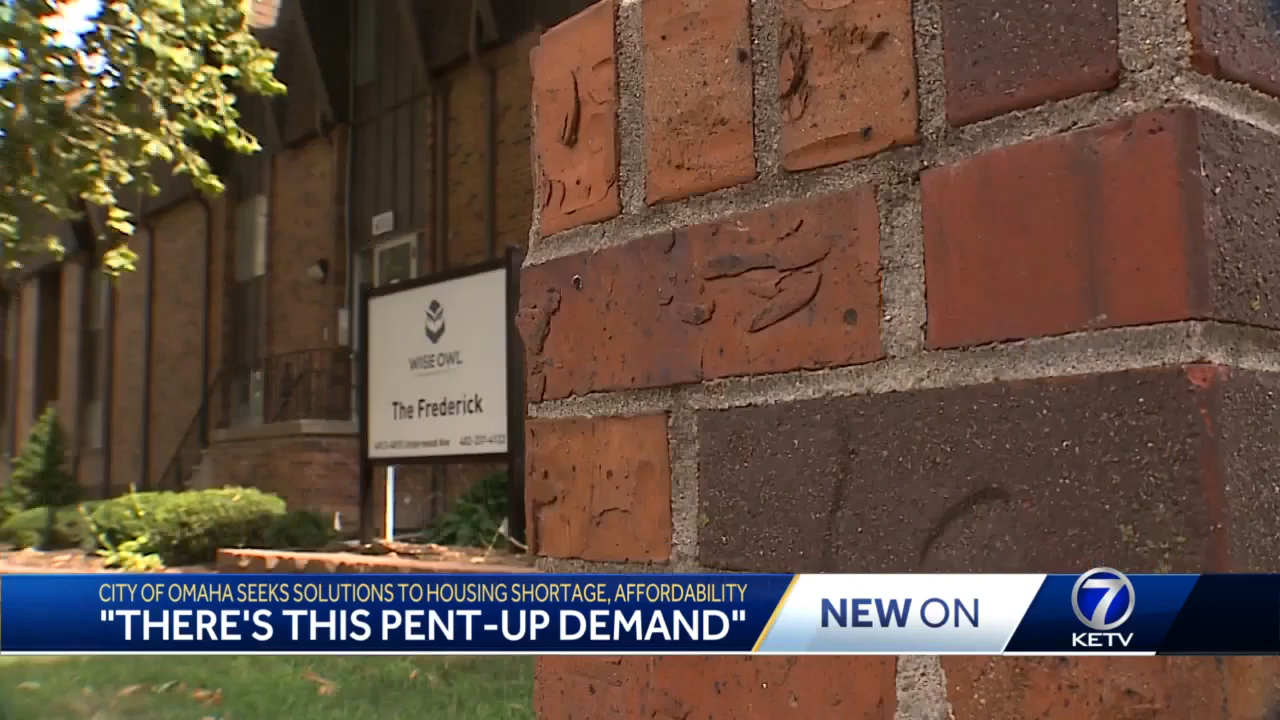 WISE OWL
The Frederick
CITY OF OMAHA SEEKS SOLUTIONS TO HOUSING SHORTAGE, AFFORDABILITY
"THERE'S THIS PENT-UP DEMAND"
NEW ON
7
KETV